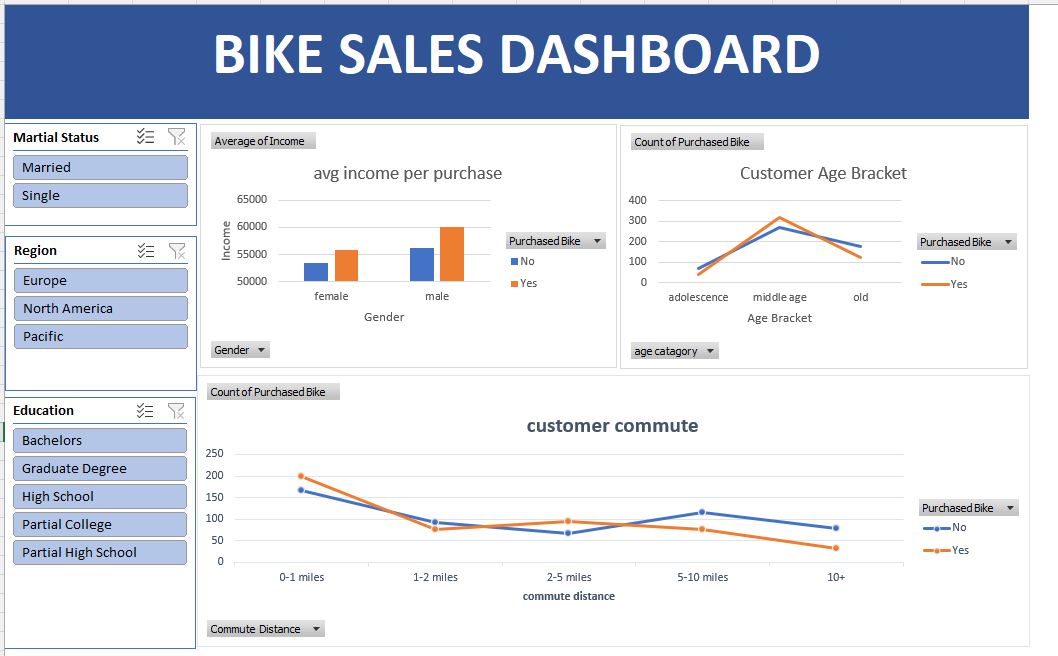 BIKE SALES DASHBOARD
Martial Status
Married
Single
Region
Europe
North America
Pacific
Education
Bachelors
Graduate Degree
High School
Partial College
Partial High School
Average of Income
avg income per purchase
65000
60000
55000
50000
Income
female
male
Gender
Purchased Bike
No
Yes
Gender
Count of Purchased Bike
Customer Age Bracket
400
300
200
100
0
adolescence
middle age
old
Age Bracket
Purchased Bike
No
Yes
age catagory
Count of Purchased Bike
customer commute
250
200
150
100
50
0
0-1 miles
1-2 miles
2-5 miles
5-10 miles
10+
commute distance
Purchased Bike
No
Yes
Commute Distance